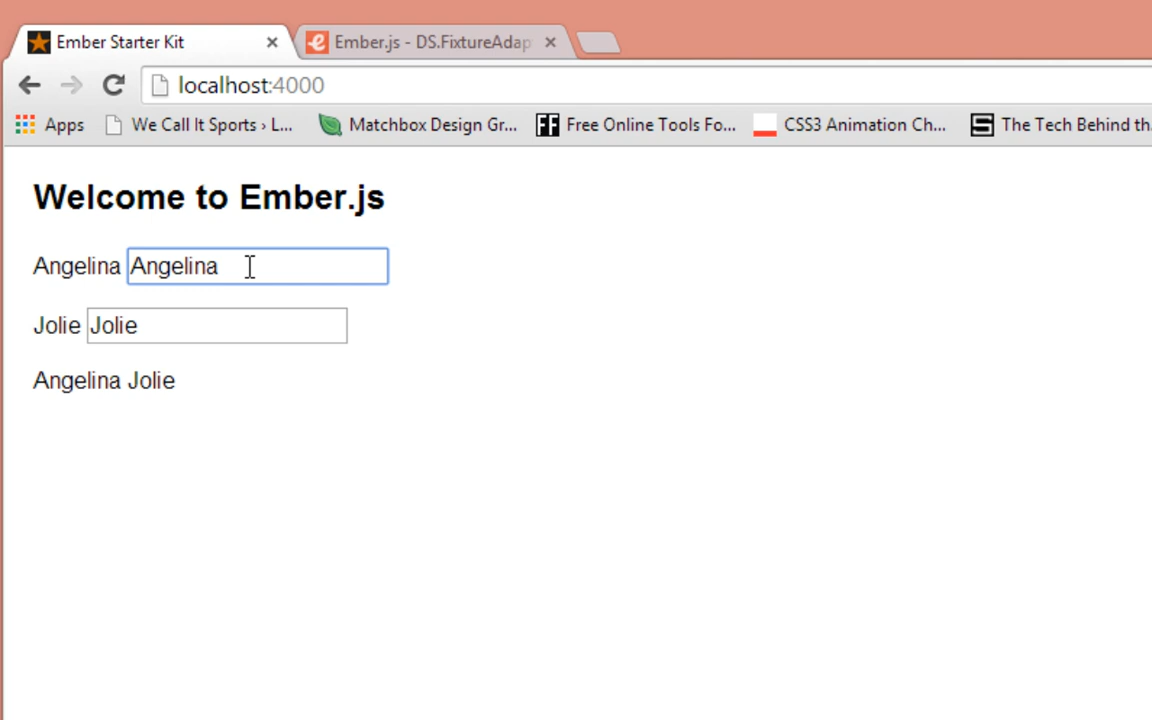 Ember Starter Kit
Ember.js - DS.FixtureAdap
localhost:4000
Apps
We Call It Sports › L...
Matchbox Design Gr...
FF
Free Online Tools Fo...
CSS3 Animation Ch...
The Tech Behind th
Welcome to Ember.js
Angelina Angelina
Jolie Jolie
Angelina Jolie